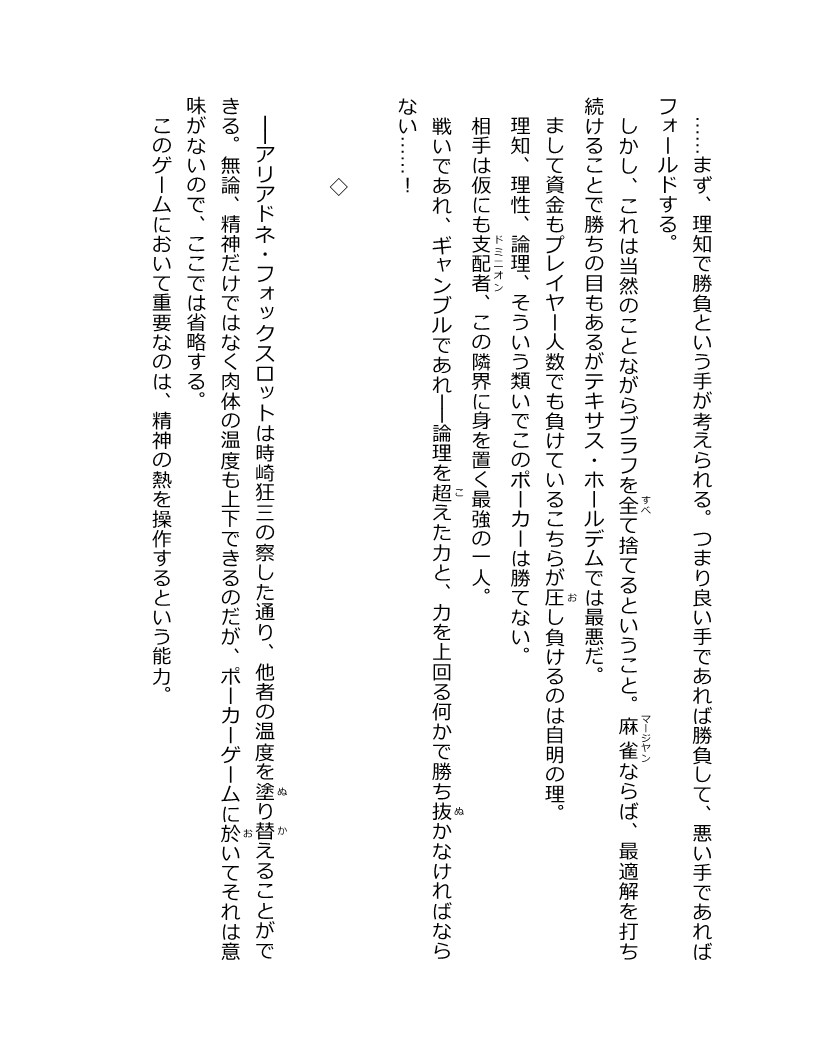 ……まず、理知で勝負という手が考えられる。つまり良い手であれば勝負して、悪い手であれば
フォールドする。
しかし、これは当然のことながらブラフを全て捨てるということ。麻雀ならば、最適解を打ち
続けることで勝ちの目もあるがテキサス・ホールデムでは最悪だ。
まして資金もプレイヤー人数でも負けているこちらが圧し負けるのは自明の理。
理知、理性、論理、そういう類いでこのポーカーは勝てない。
相手は仮にも支配者、この隣界に身を置く最強の一人。
戦いであれ、ギャンブルであれ──論理を超えた力と、力を上回る何かで勝ち抜かなければなら
ない……！
◇
──アリアドネ・フォックスロットは時崎狂三の察した通り、他者の温度を塗り替えることがで
きる。無論、精神だけではなく肉体の温度も上下できるのだが、ポーカーゲームに於いてそれは意
味がないので、ここでは省略する。
このゲームにおいて重要なのは、精神の熱を操作するという能力。